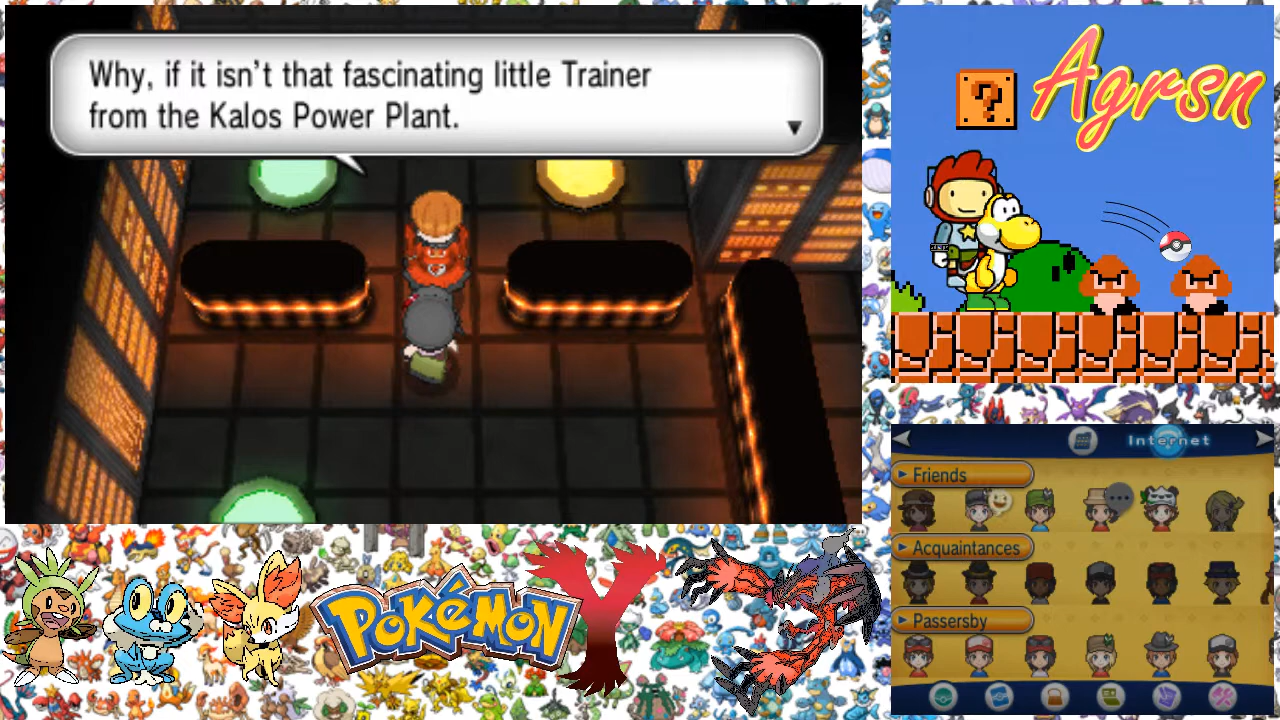 Why, if it isn't that fascinating little Trainer
from the Kalos Power Plant.
?
Agrsn
Internet
Friends
Acquaintances
Passersby
POKéMON Y